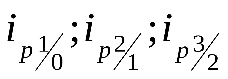 i_{p 1/0}; i_{p 2/1}; i_{p 3/2}